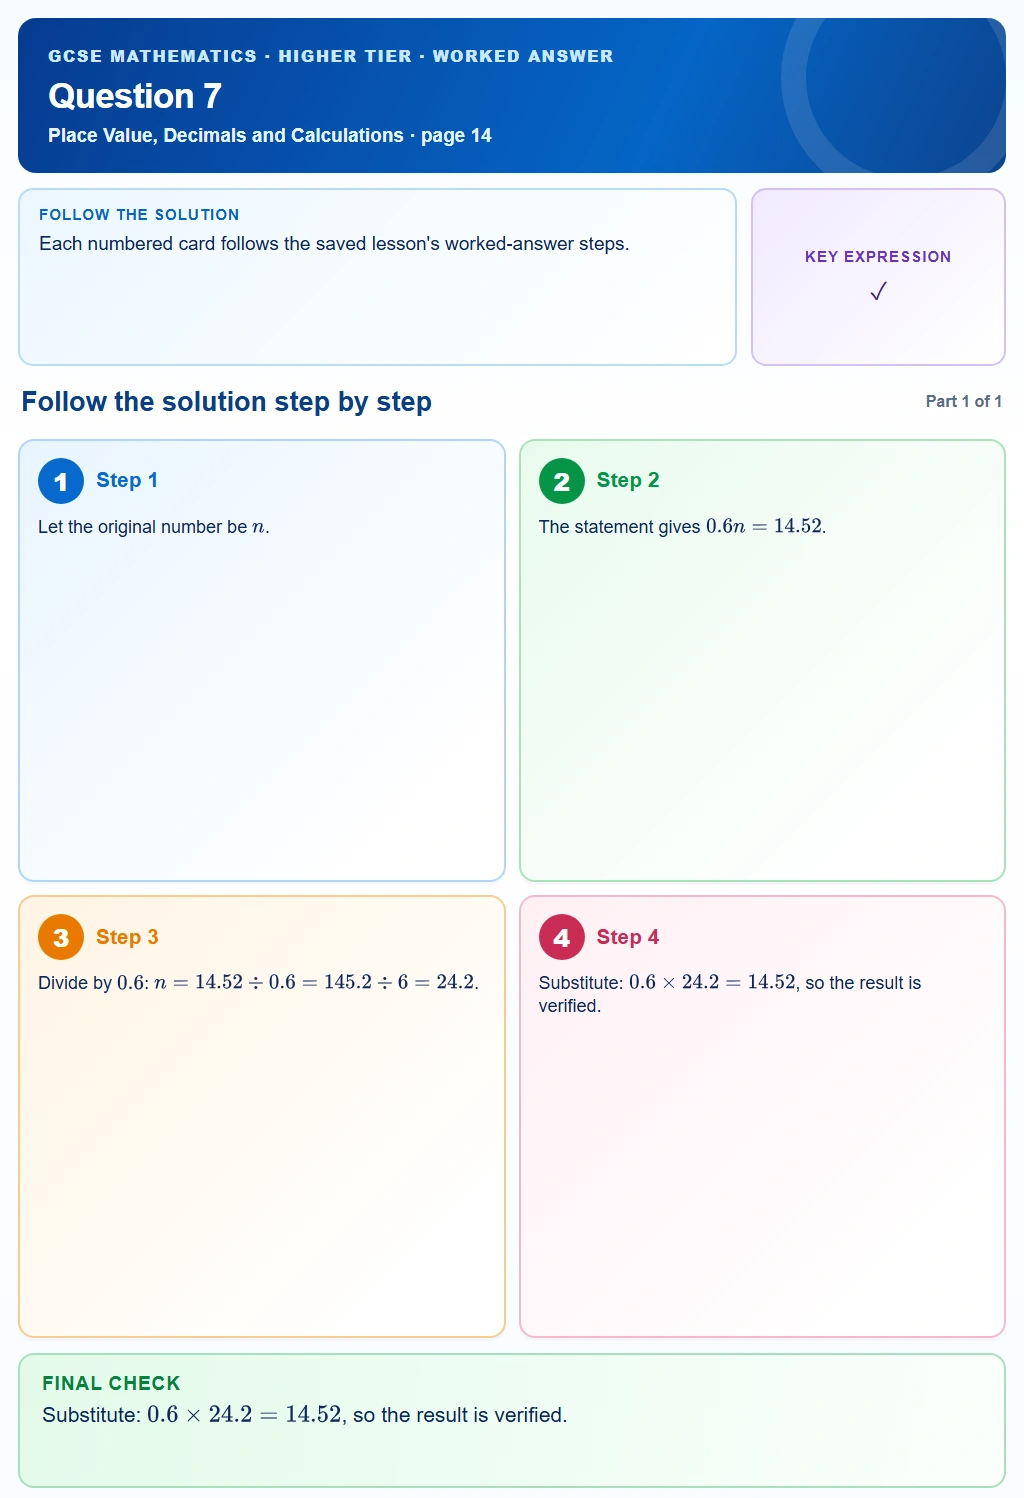 GCSE MATHEMATICS · HIGHER TIER · WORKED ANSWER
Question 7
Place Value, Decimals and Calculations · page 14
FOLLOW THE SOLUTION
Each numbered card follows the saved lesson's worked-answer steps.
KEY EXPRESSION
✓
Follow the solution step by step
Part 1 of 1
1 Step 1
Let the original number be n.
2 Step 2
The statement gives 0.6n = 14.52.
3 Step 3
Divide by 0.6: n = 14.52 ÷ 0.6 = 145.2 ÷ 6 = 24.2.
4 Step 4
Substitute: 0.6 × 24.2 = 14.52, so the result is
verified.
FINAL CHECK
Substitute: 0.6 × 24.2 = 14.52, so the result is verified.